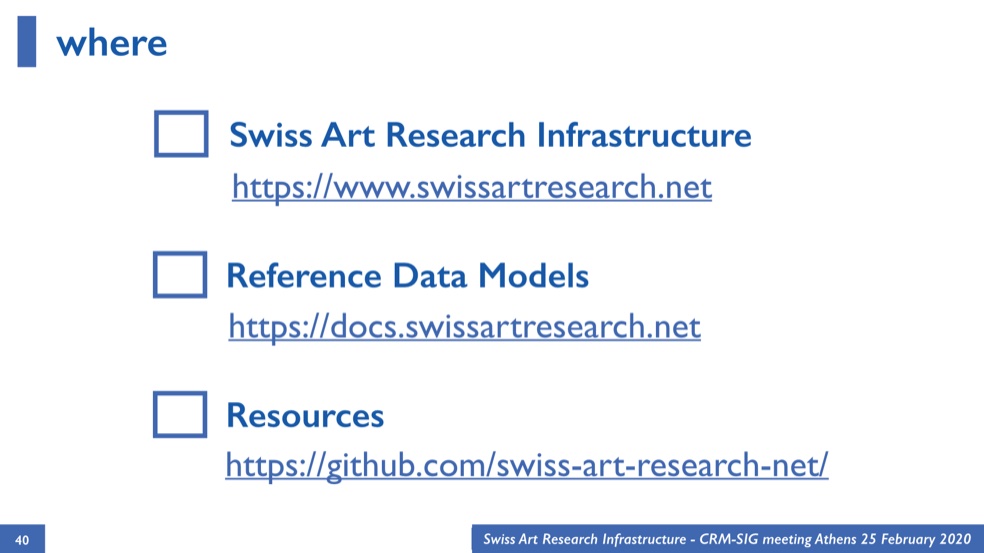 where
Swiss Art Research Infrastructure
https://www.swissartresearch.net
Reference Data Models
https://docs.swissartresearch.net
Resources
https://github.com/swiss-art-research-net/
40
Swiss Art Research Infrastructure - CRM-SIG meeting Athens 25 February 2020